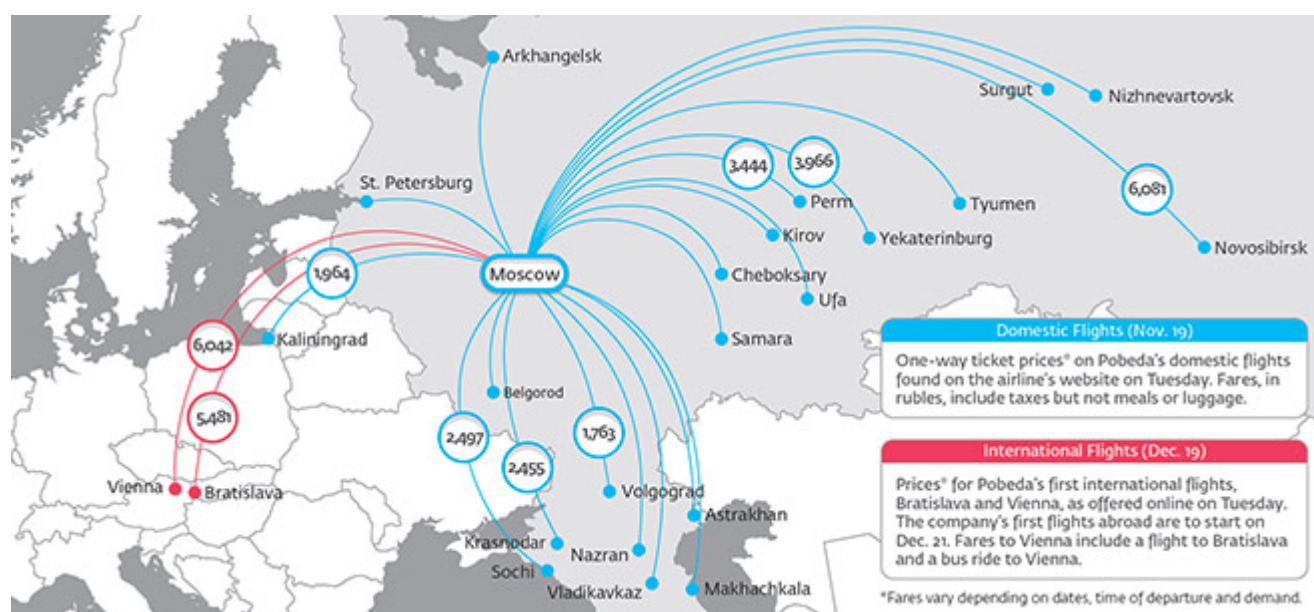 Arkhangelsk
Surgut
Nizhnevartovsk
3,444
3,966
St. Petersburg
6,081
Perm
Tyumen
Kirov
Yekaterinburg
Novosibirsk
1,964
Moscow
Cheboksary
Ufa
6,042
Kaliningrad
Samara
Belgorod
5,481
2,497
1,763
2,455
Vienna
Bratislava
Volgograd
Astrakhan
Krasnodar
Nazran
Sochi
Vladikavkaz
Makhachkala
Domestic Flights (Nov. 19)
One-way ticket prices* on Pobeda's domestic flights
found on the airline's website on Tuesday. Fares, in
rubles, include taxes but not meals or luggage.
International Flights (Dec. 19)
Prices* for Pobeda's first international flights,
Bratislava and Vienna, as offered online on Tuesday.
The company's first flights abroad are to start on
Dec. 21. Fares to Vienna include a flight to Bratislava
and a bus ride to Vienna.
*Fares vary depending on dates, time of departure and demand.